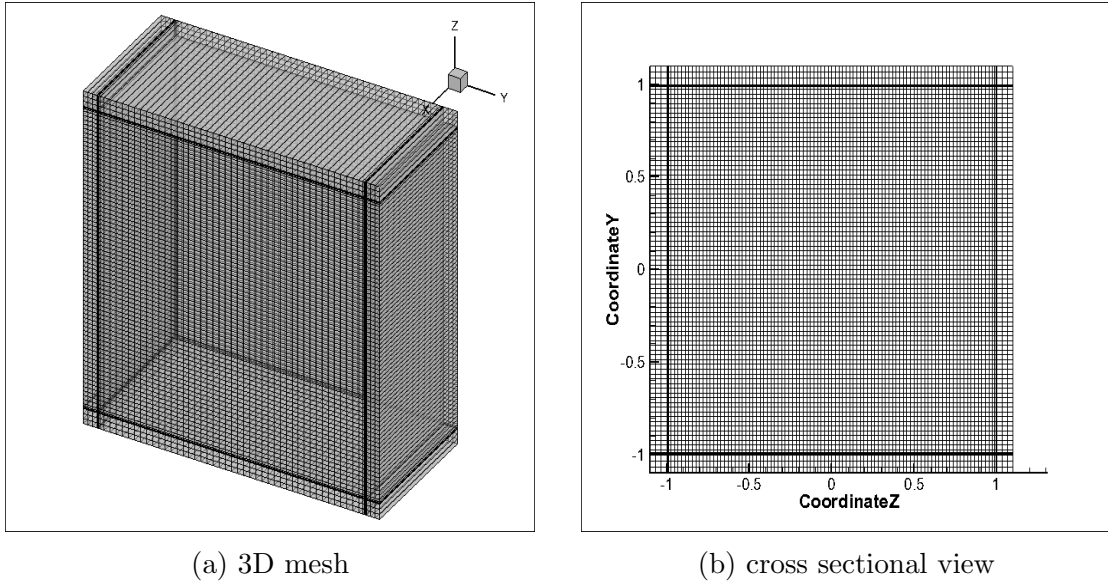 Z
Y
X
CoordinateY
1
0.5
0
-0.5
-1
-1
-0.5
0
0.5
1
CoordinateZ
(a) 3D mesh
(b) cross sectional view